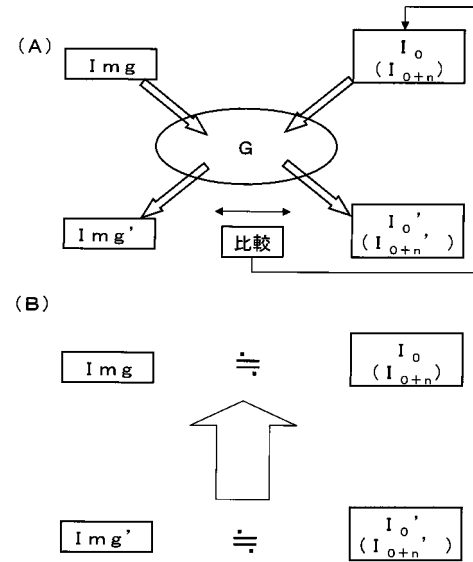 (A)
Img
I₀
(I₀₊ₙ)
G
Img'
比較
I₀'
(I₀₊ₙ')
(B)
Img
≒
I₀
(I₀₊ₙ)
Img'
≒
I₀'
(I₀₊ₙ')